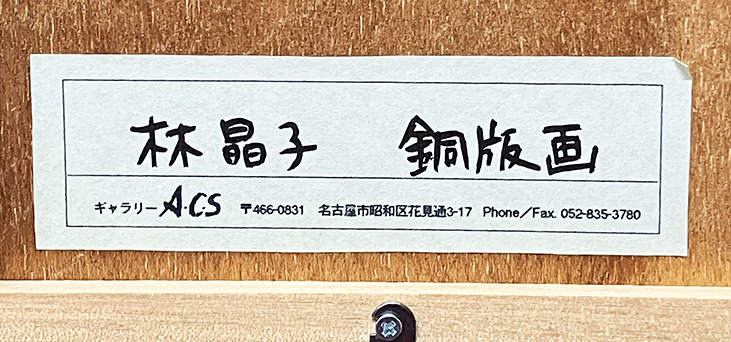 林晶子 銅版画
ギャラリーA·C·S 〒466-0831 名古屋市昭和区花見通3-17 Phone/Fax. 052-835-3780